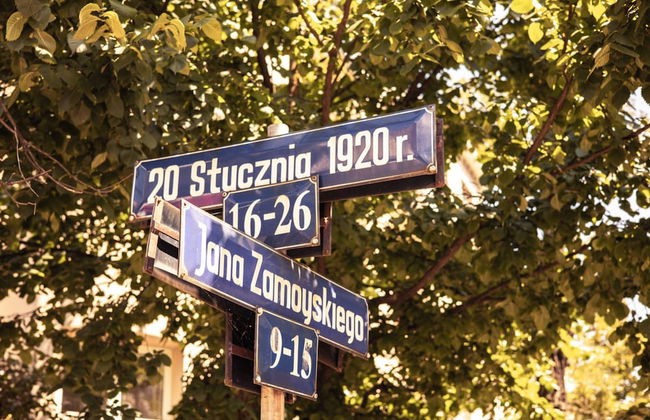 20 Stycznia 1920 r.
16-26
Jana Zamoyskiego
9-15